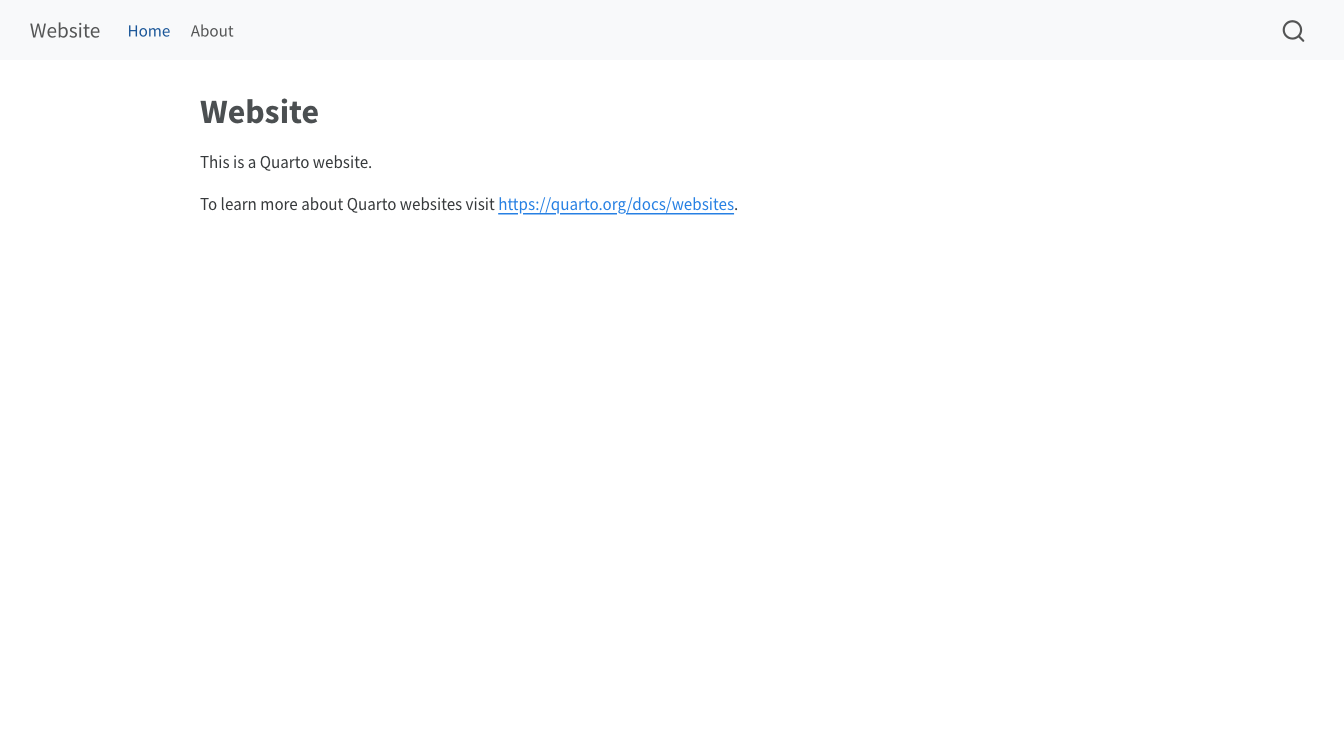 Website Home About
Website
This is a Quarto website.
To learn more about Quarto websites visit https://quarto.org/docs/websites.